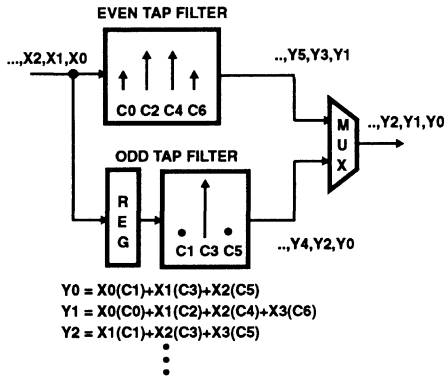 EVEN TAP FILTER
...,X2,X1,X0
C0 C2 C4 C6
..,Y5,Y3,Y1
MUX
..,Y2,Y1,Y0
ODD TAP FILTER
REG
C1 C3 C5
..,Y4,Y2,Y0
Y0 = X0(C1)+X1(C3)+X2(C5)
Y1 = X0(C0)+X1(C2)+X2(C4)+X3(C6)
Y2 = X1(C1)+X2(C3)+X3(C5)